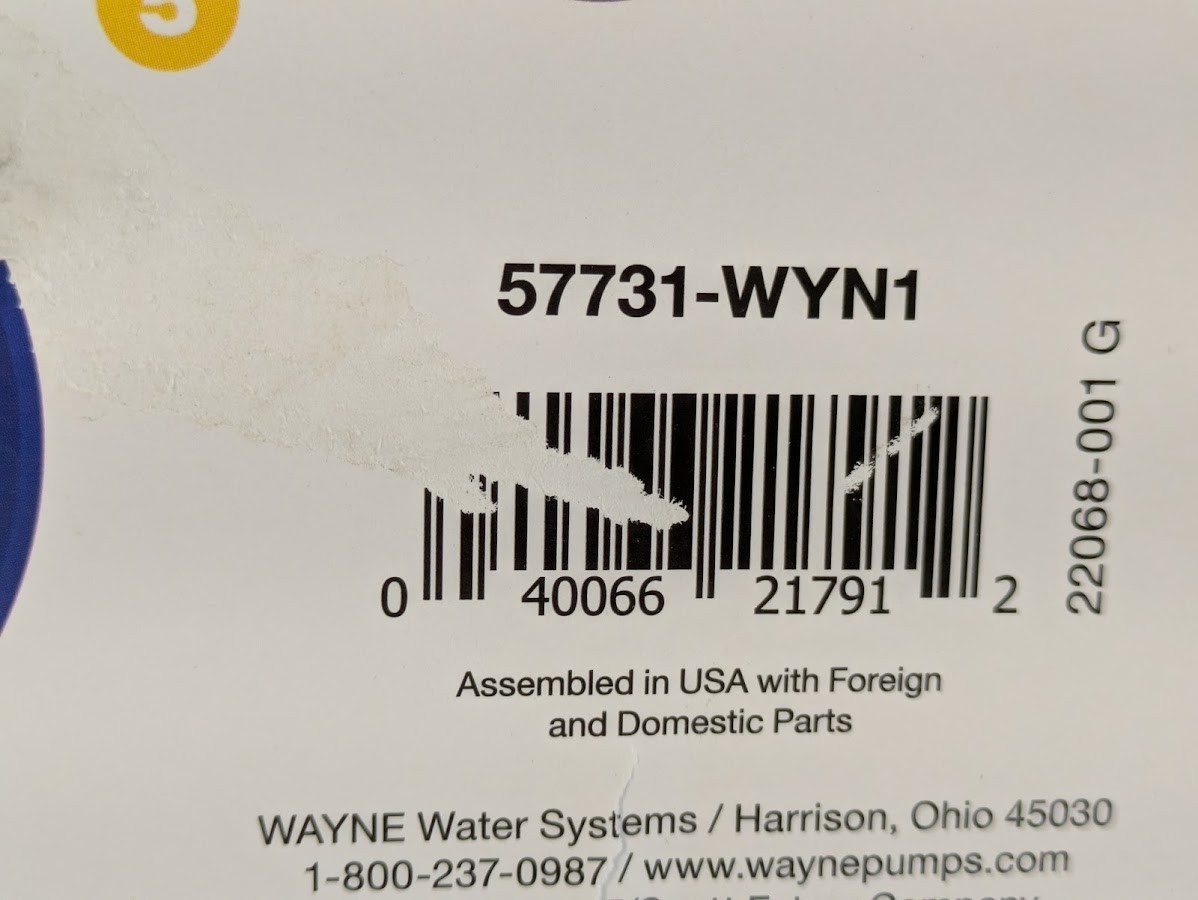 5
57731-WYN1
0 40066 21791 2
22068-001 G
Assembled in USA with Foreign
and Domestic Parts
WAYNE Water Systems / Harrison, Ohio 45030
1-800-237-0987 / www.waynepumps.com